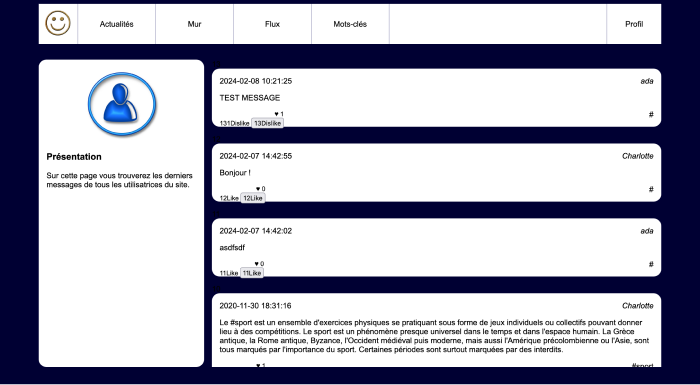 Actualités
Mur
Flux
Mots-clés
Profil
Présentation
Sur cette page vous trouverez les derniers
messages de tous les utilisatrices du site.
2024-02-08 10:21:25
ada
TEST MESSAGE
♥ 1
#
131Dislike 13Dislike
2024-02-07 14:42:55
Charlotte
Bonjour !
♥ 0
#
12Like 12Like
2024-02-07 14:42:02
ada
asdfsdf
♥ 0
#
11Like 11Like
2020-11-30 18:31:16
Charlotte
Le #sport est un ensemble d'exercices physiques se pratiquant sous forme de jeux individuels ou collectifs pouvant donner
lieu à des compétitions. Le sport est un phénomène presque universel dans le temps et dans l'espace humain. La Grèce
antique, la Rome antique, Byzance, l'Occident médiéval puis moderne, mais aussi l'Amérique précolombienne ou l'Asie, sont
tous marqués par l'importance du sport. Certaines périodes sont surtout marquées par des interdits.
♥ 1
#sport